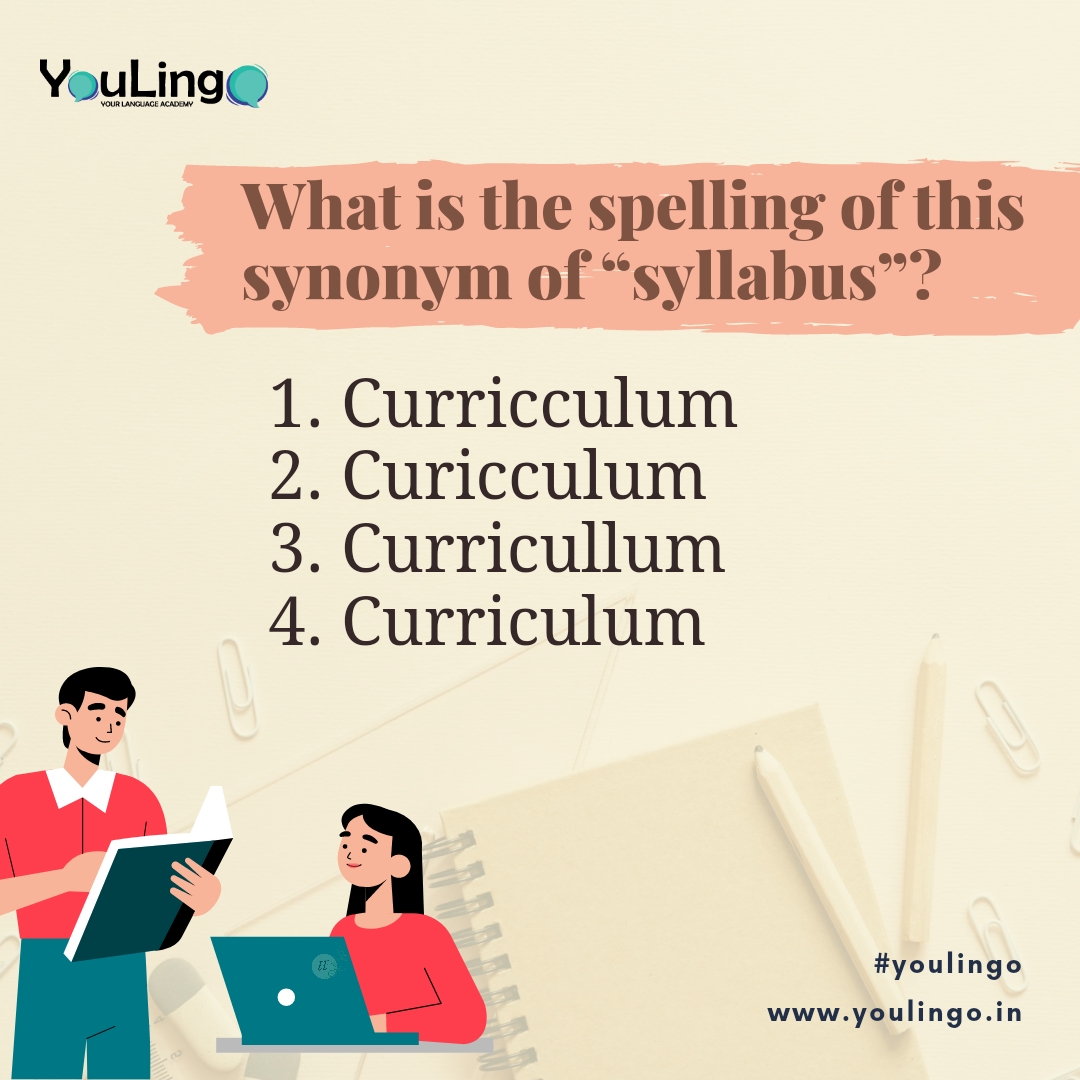 YouLingo
YOUR LANGUAGE ACADEMY
What is the spelling of this
synonym of “syllabus”?
1. Curricculum
2. Curicculum
3. Curricullum
4. Curriculum
#youlingo
www.youlingo.in